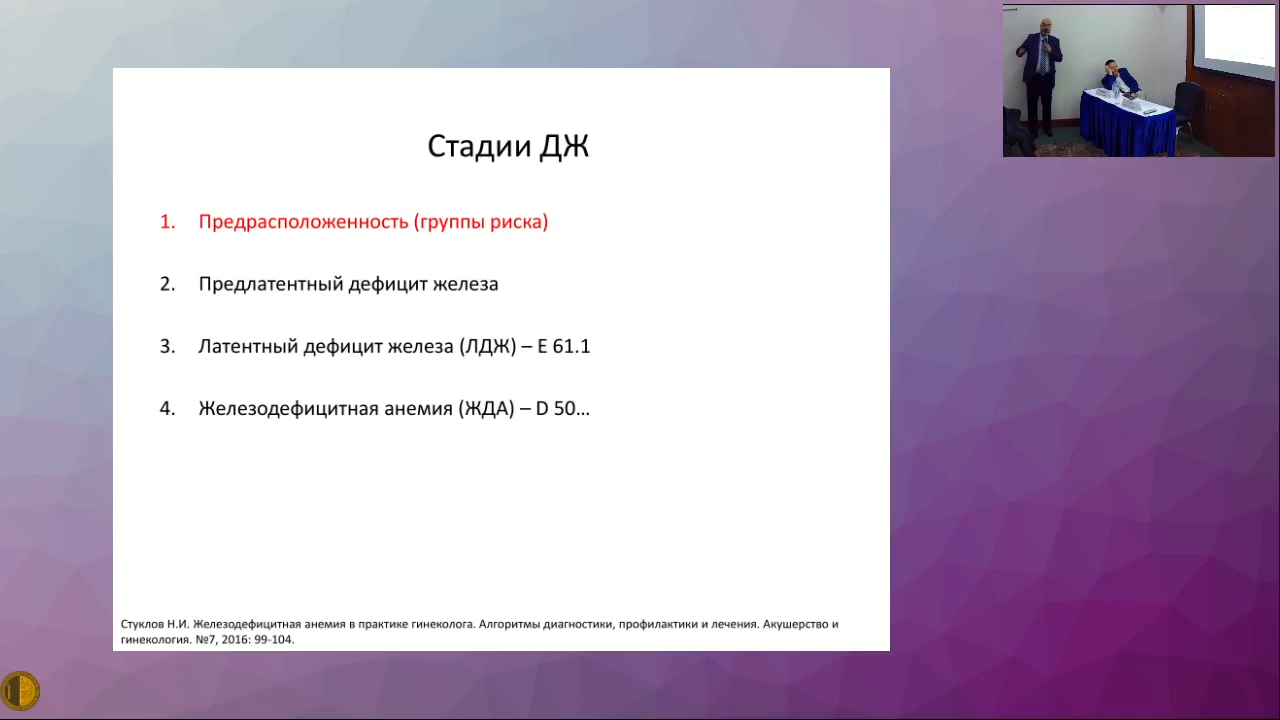 Стадии ДЖ
1. Предрасположенность (группы риска)
2. Предлатентный дефицит железа
3. Латентный дефицит железа (ЛДЖ) – Е 61.1
4. Железодефицитная анемия (ЖДА) – D 50...
Стуклов Н.И. Железодефицитная анемия в практике гинеколога. Алгоритмы диагностики, профилактики и лечения. Акушерство и
гинекология. №7, 2016: 99-104.